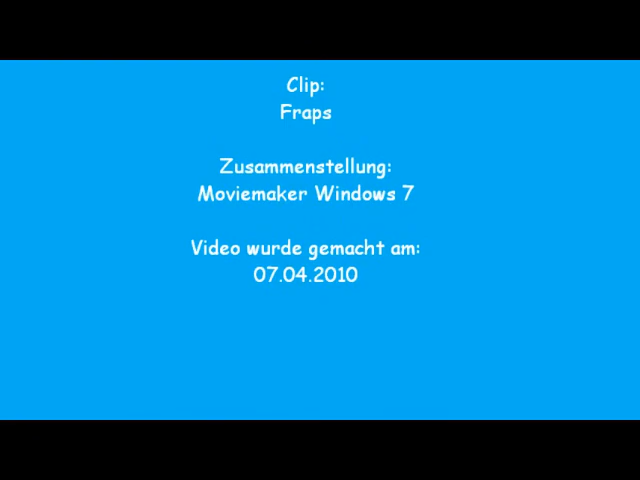 Clip:
Fraps
Zusammenstellung:
Moviemaker Windows 7
Video wurde gemacht am:
07.04.2010